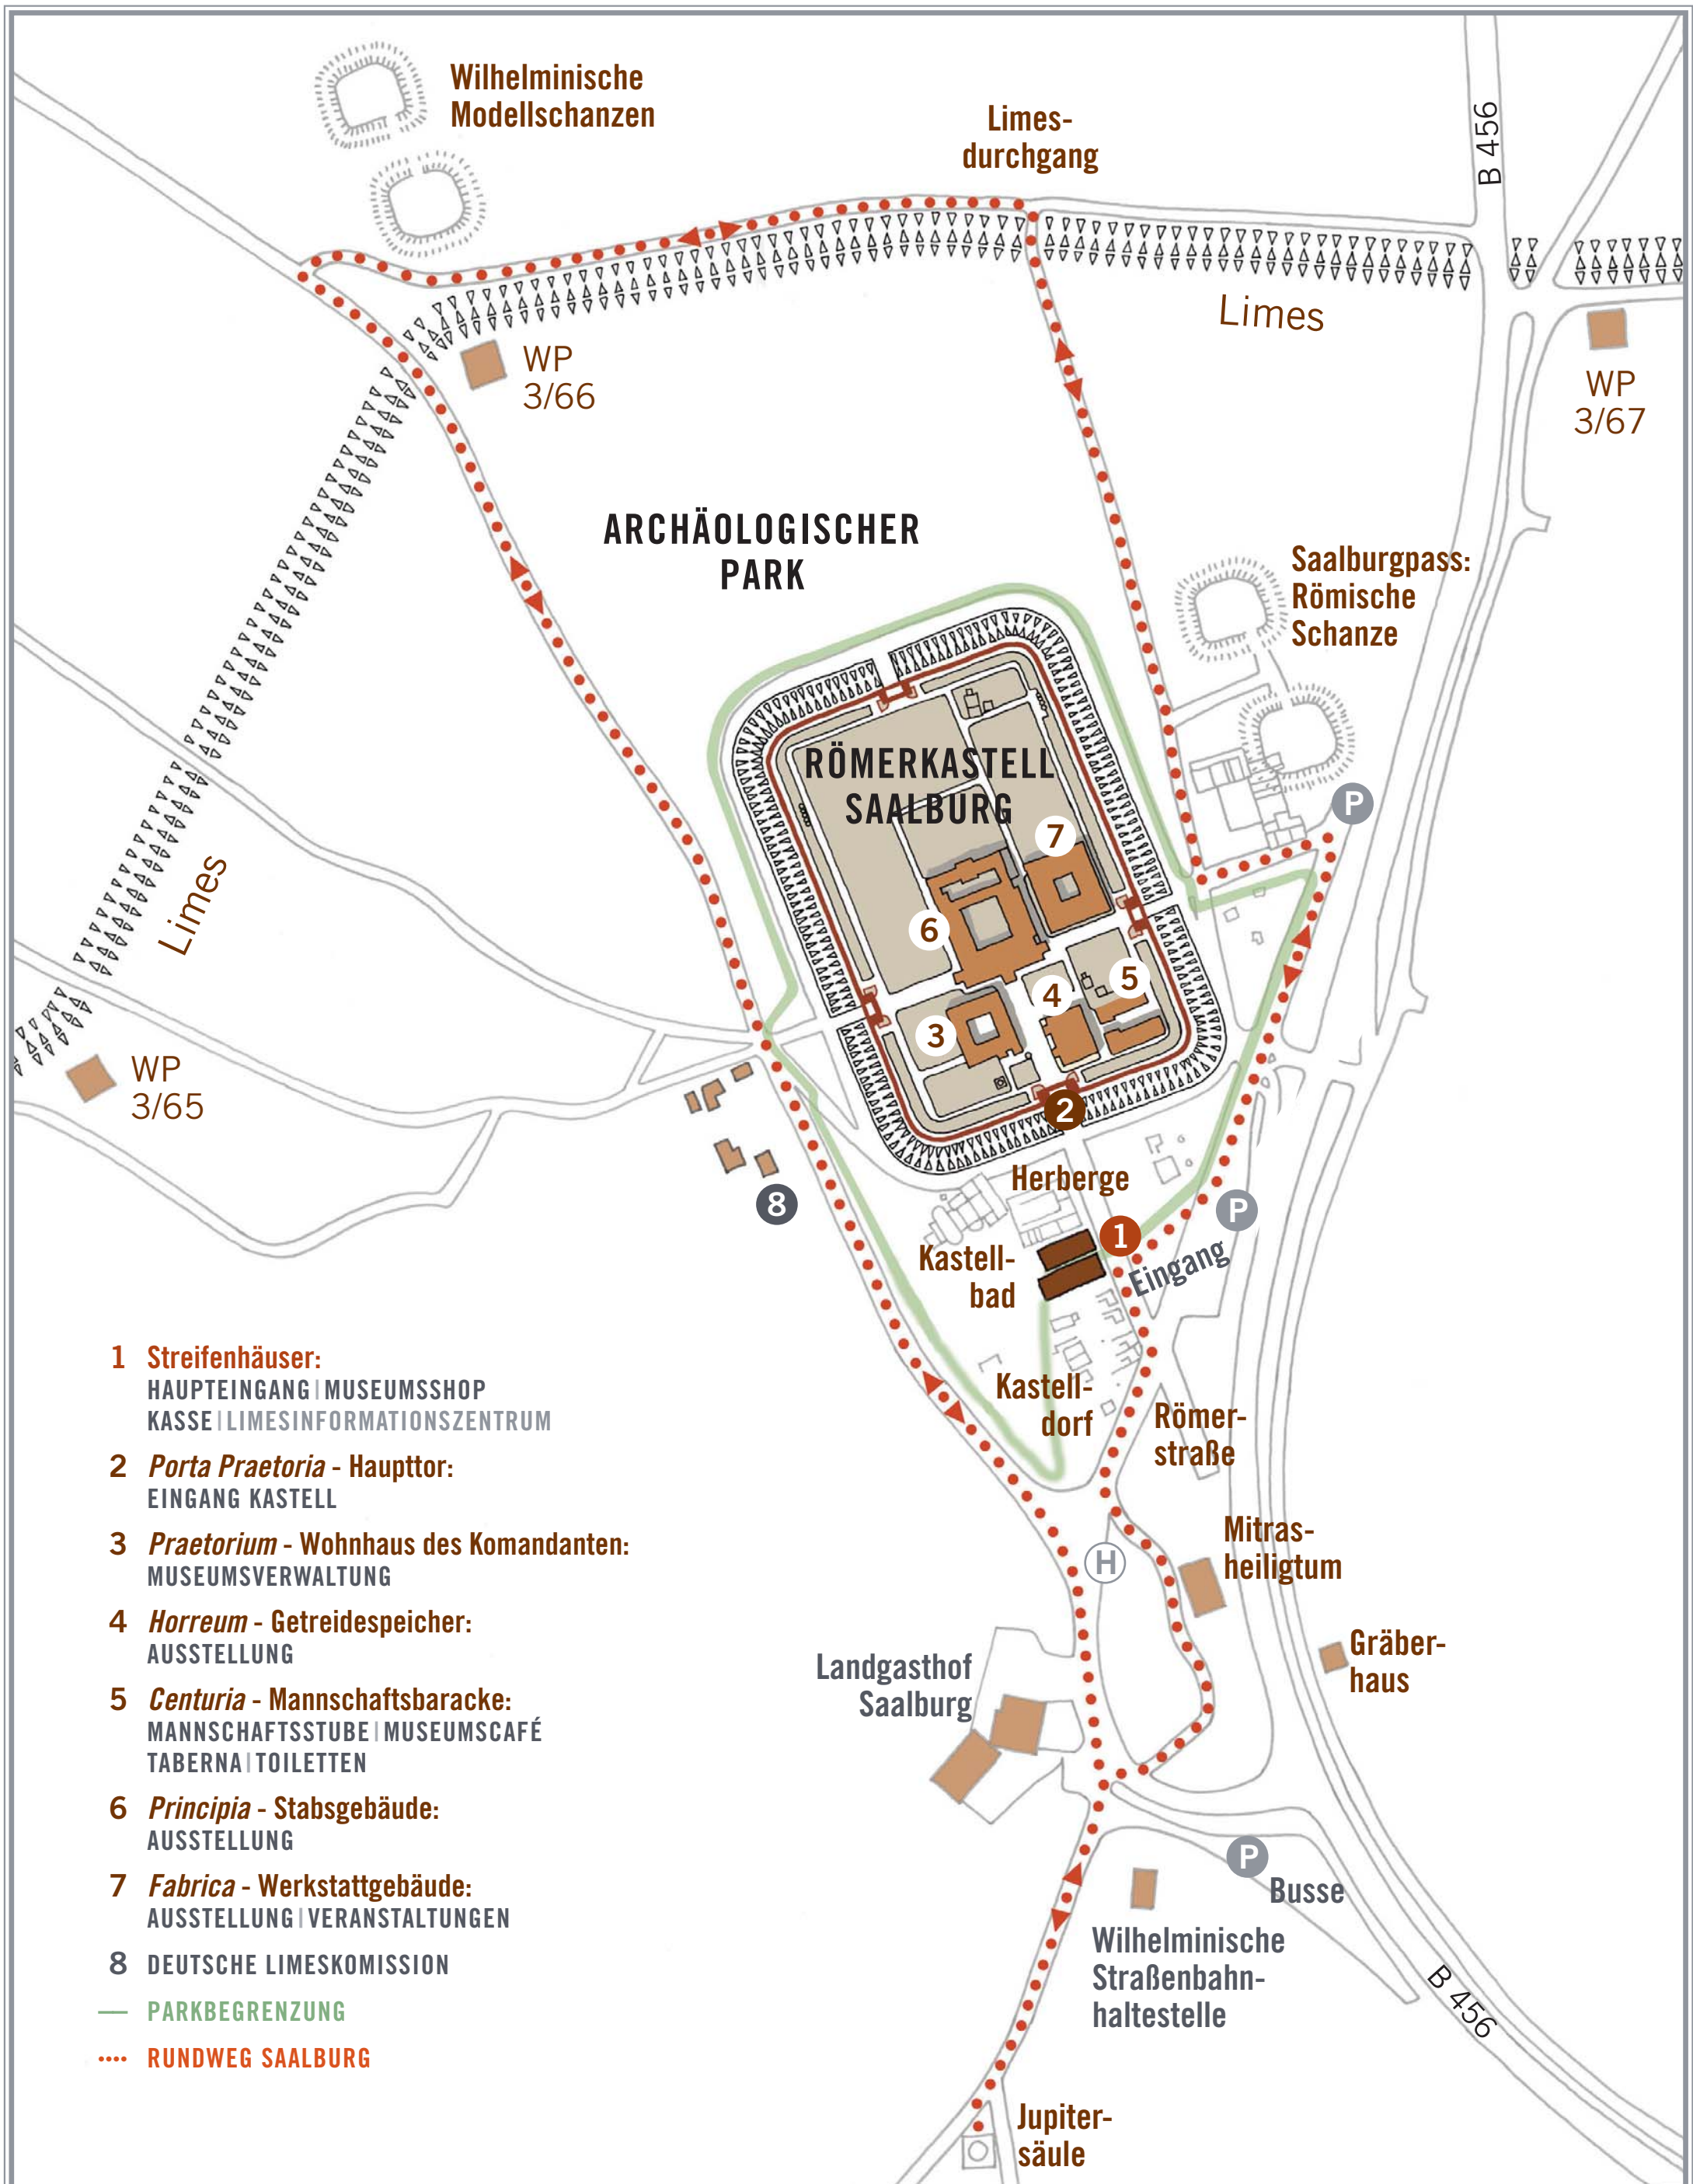 Wilhelminische
Modellschanzen
Limes-
durchgang
B 456
Limes
WP
3/66
WP
3/67
ARCHÄOLOGISCHER
PARK
Saalburgpass:
Römische
Schanze
RÖMERKASTELL
SAALBURG
P
7
6
5
4
3
Limes
WP
3/65
2
Herberge
8
P
1
Eingang
Kastell-
bad
Kastell-
dorf
Römer-
straße
Mitras-
heiligtum
H
Gräber-
haus
Landgasthof
Saalburg
P
Busse
Wilhelminische
Straßenbahn-
haltestelle
B 456
Jupiter-
säule
1 Streifenhäuser:
HAUPTEINGANG | MUSEUMSSHOP
KASSE | LIMESINFORMATIONSZENTRUM
2 Porta Praetoria - Haupttor:
EINGANG KASTELL
3 Praetorium - Wohnhaus des Komandanten:
MUSEUMSVERWALTUNG
4 Horreum - Getreidespeicher:
AUSSTELLUNG
5 Centuria - Mannschaftsbaracke:
MANNSCHAFTSSTUBE | MUSEUMSCAFÉ
TABERNA | TOILETTEN
6 Principia - Stabsgebäude:
AUSSTELLUNG
7 Fabrica - Werkstattgebäude:
AUSSTELLUNG | VERANSTALTUNGEN
8 DEUTSCHE LIMESKOMISSION
PARKBEGRENZUNG
RUNDWEG SAALBURG